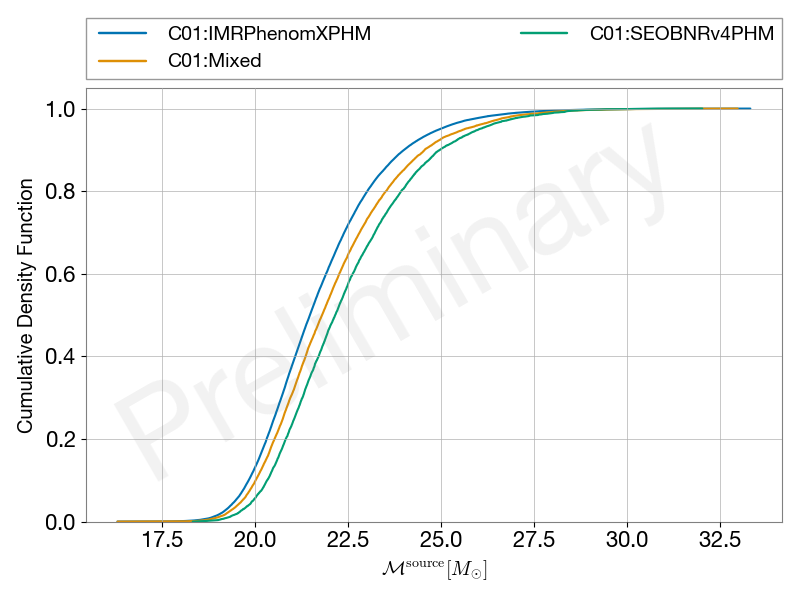 C01:IMRPhenomXPHM C01:SEOBNRv4PHM
C01:Mixed
1.0
0.8
0.6
0.4
0.2
0.0
Cumulative Density Function
Preliminary
17.5 20.0 22.5 25.0 27.5 30.0 32.5
ℳ^source [M_⊙]